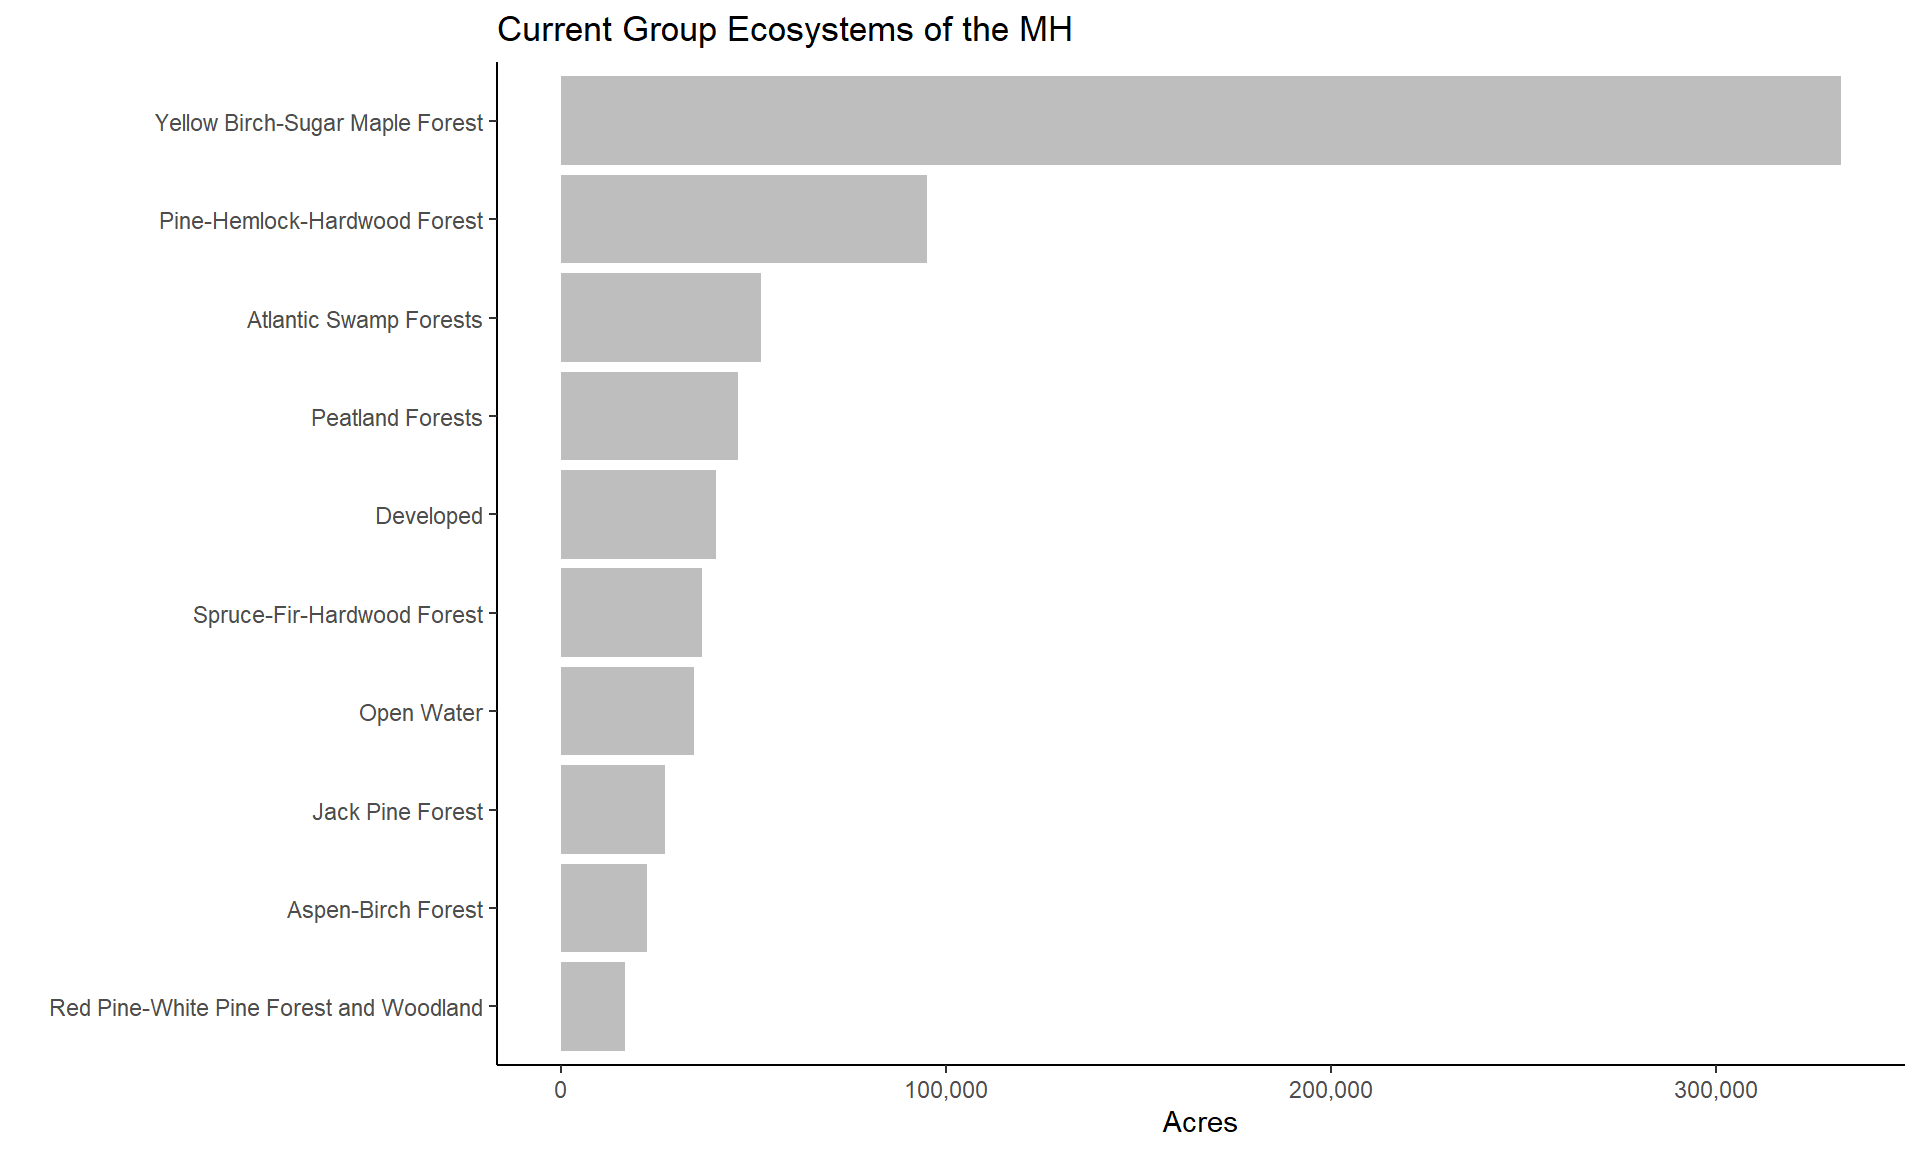 Current Group Ecosystems of the MH
Yellow Birch-Sugar Maple Forest
Pine-Hemlock-Hardwood Forest
Atlantic Swamp Forests
Peatland Forests
Developed
Spruce-Fir-Hardwood Forest
Open Water
Jack Pine Forest
Aspen-Birch Forest
Red Pine-White Pine Forest and Woodland
0 100,000 200,000 300,000
Acres